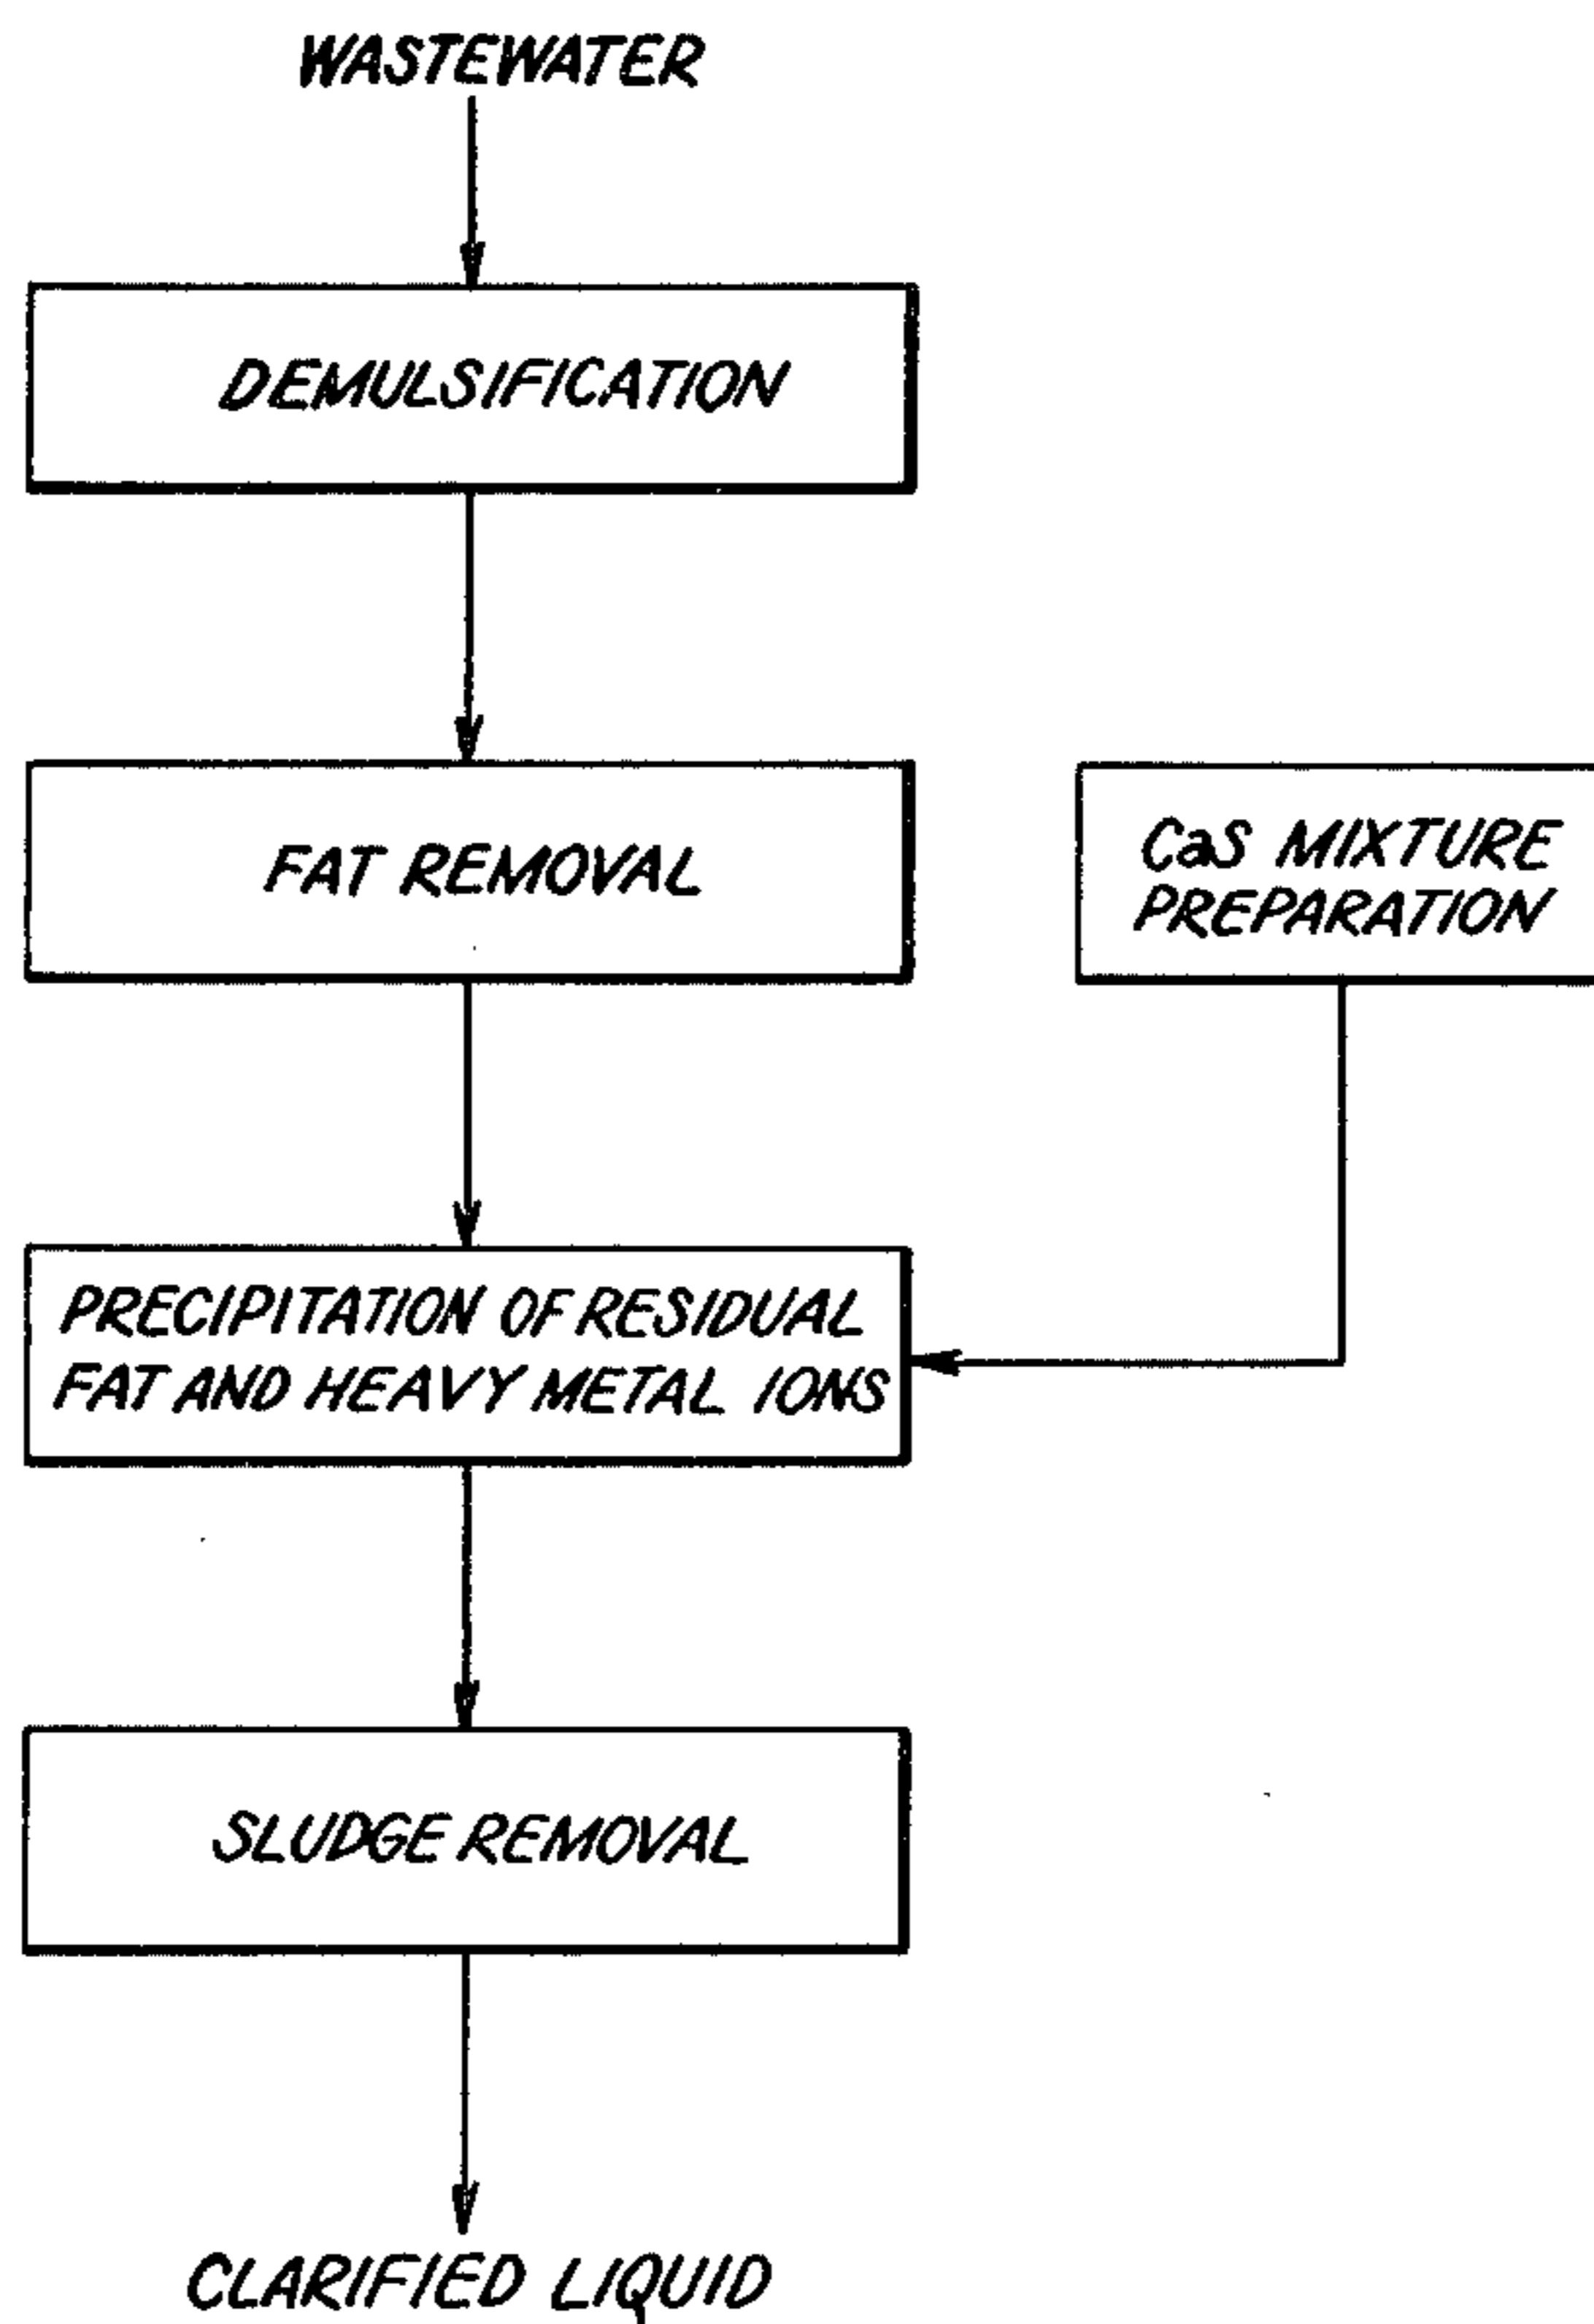 WASTEWATER
DEMULSIFICATION
FAT REMOVAL
CaS MIXTURE
PREPARATION
PRECIPITATION OF RESIDUAL
FAT AND HEAVY METAL IONS
SLUDGE REMOVAL
CLARIFIED LIQUID